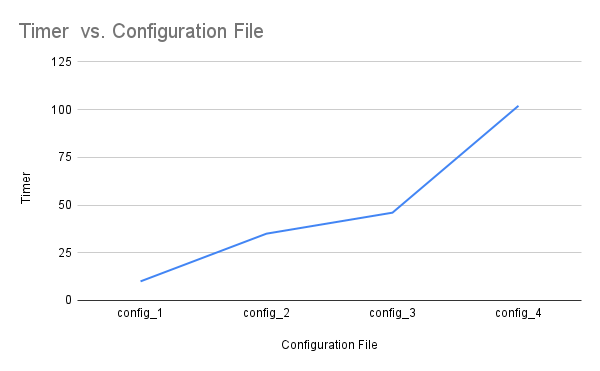 Timer  vs. Configuration File
125
100
75
50
25
0
Timer
config_1 config_2 config_3 config_4
Configuration File